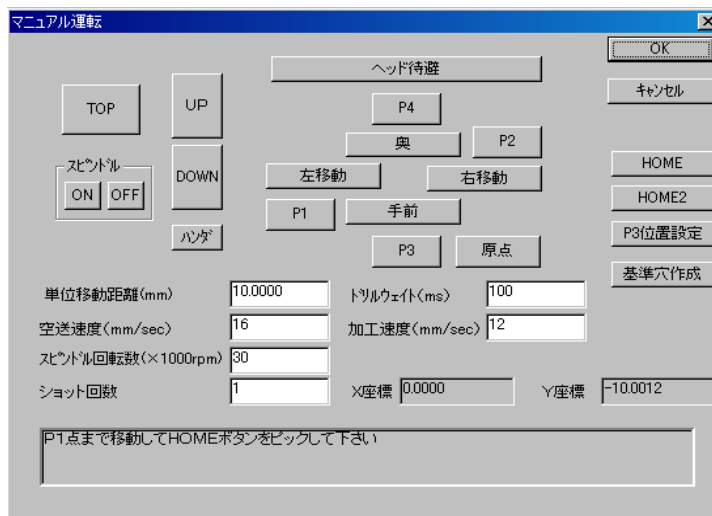 マニュアル運転
OK
ヘッド待避
キャンセル
TOP
UP
P4
奥
P2
スピンドル
ON OFF
DOWN
左移動
右移動
HOME
HOME2
P1
手前
ハンダ
P3
原点
P3位置設定
基準穴作成
単位移動距離(mm) 10.0000
ドリルウェイト(ms) 100
空送速度(mm/sec) 16
加工速度(mm/sec) 12
スピンドル回転数(×1000rpm) 30
ショット回数 1
X座標 0.0000
Y座標 -10.0012
P1点まで移動してHOMEボタンをピックして下さい